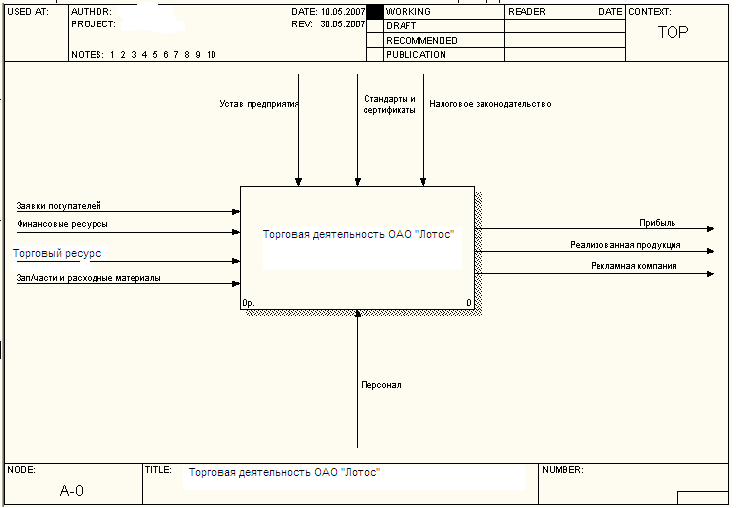 USED AT:
AUTHOR:
DATE: 10.05.2007
WORKING
READER
DATE
CONTEXT:
PROJECT:
REV: 30.05.2007
DRAFT
TOP
RECOMMENDED
NOTES: 1 2 3 4 5 6 7 8 9 10
PUBLICATION
Устав предприятия
Стандарты и
сертификаты
Налоговое законодательство
Заявки покупателей
Финансовые ресурсы
Торговый ресурс
Зап/части и расходные материалы
Торговая деятельность ОАО "Лотос"
0р.
0
Прибыль
Реализованная продукция
Рекламная компания
Персонал
NODE:
TITLE:
Торговая деятельность ОАО "Лотос"
NUMBER:
A-0